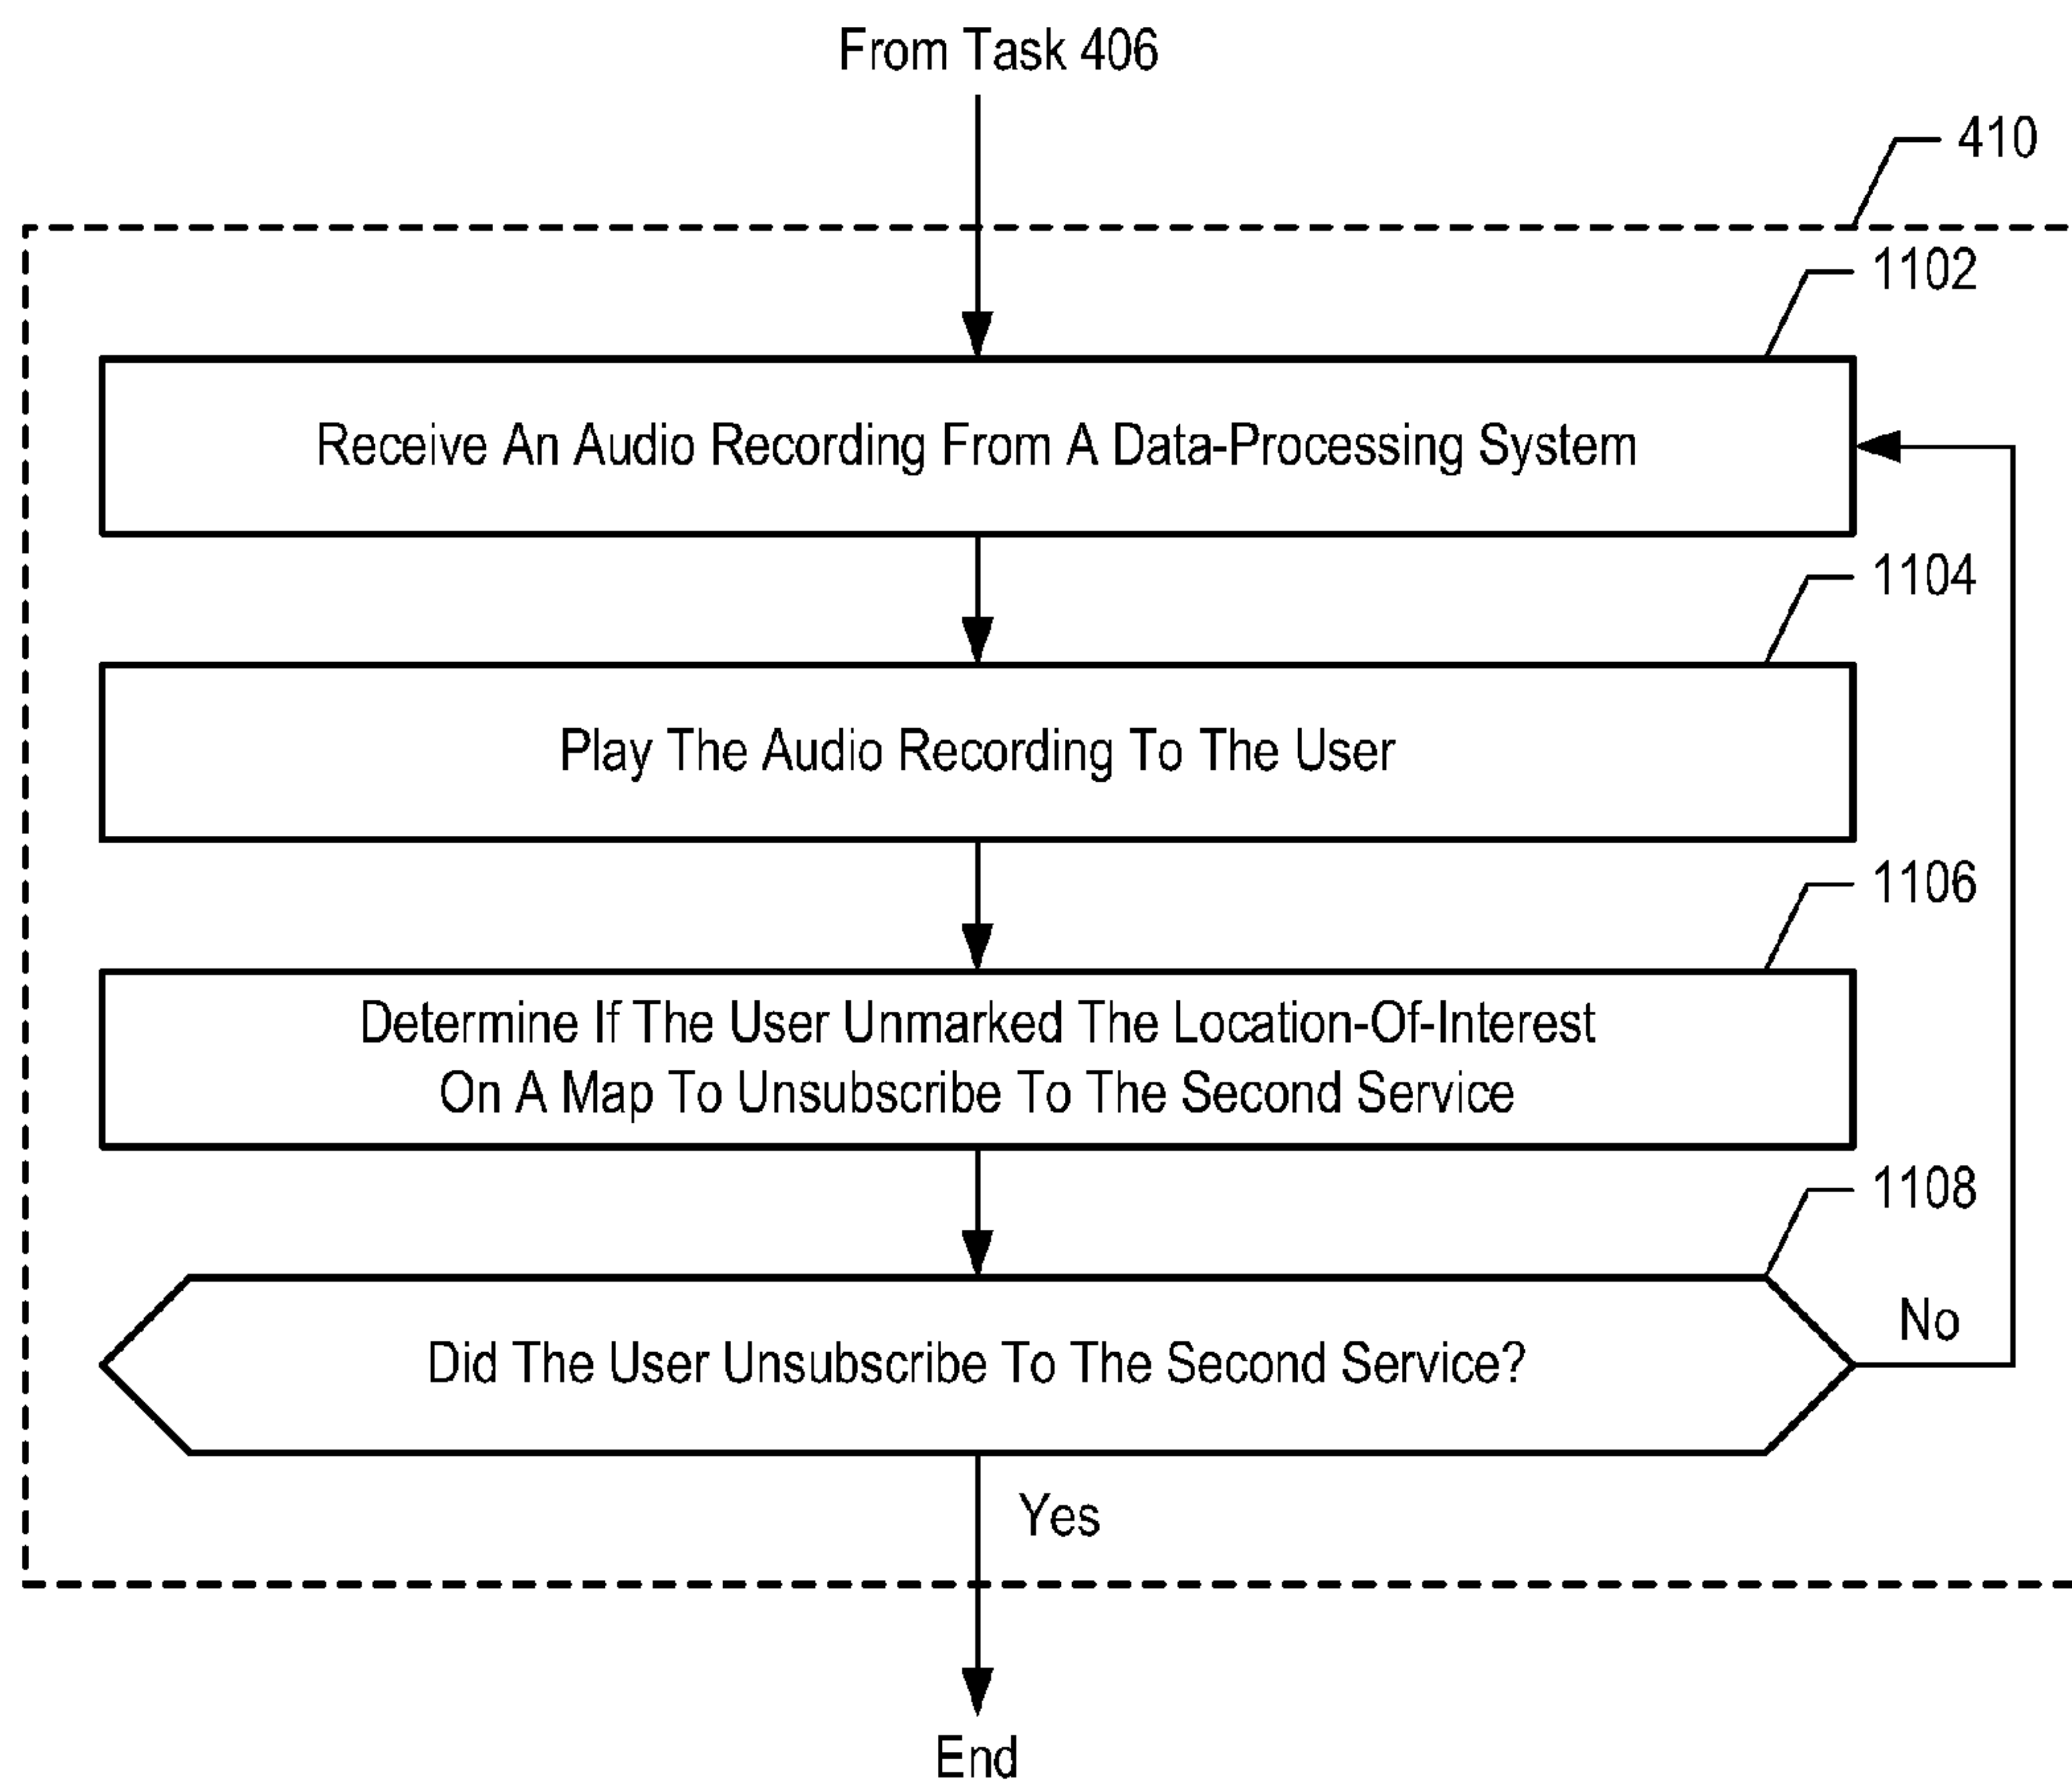 From Task 406
410
1102
Receive An Audio Recording From A Data-Processing System
1104
Play The Audio Recording To The User
1106
Determine If The User Unmarked The Location-Of-Interest
On A Map To Unsubscribe To The Second Service
1108
Did The User Unsubscribe To The Second Service?
No
Yes
End